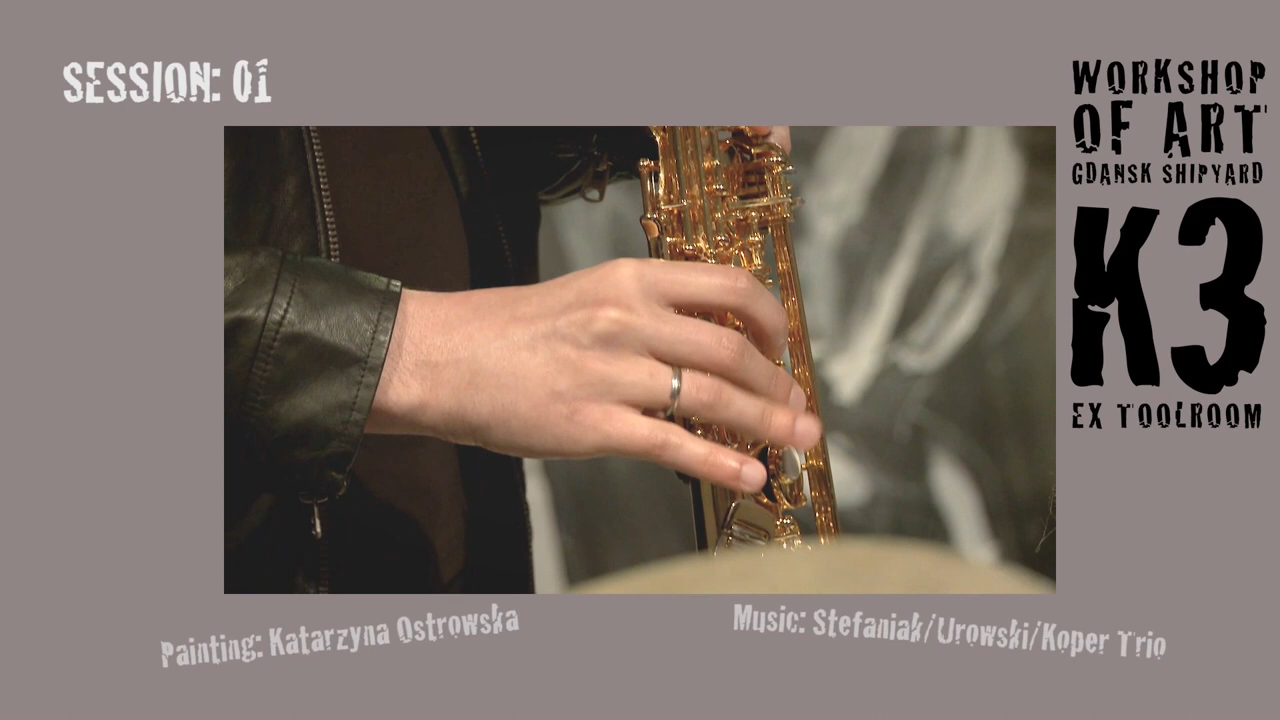 SESSION: 01
WORKSHOP
OF ART
GDANSK SHIPYARD
K3
EX TOOLROOM
Painting: Katarzyna Ostrowska
Music: Stefaniak/Urowski/Koper Trio